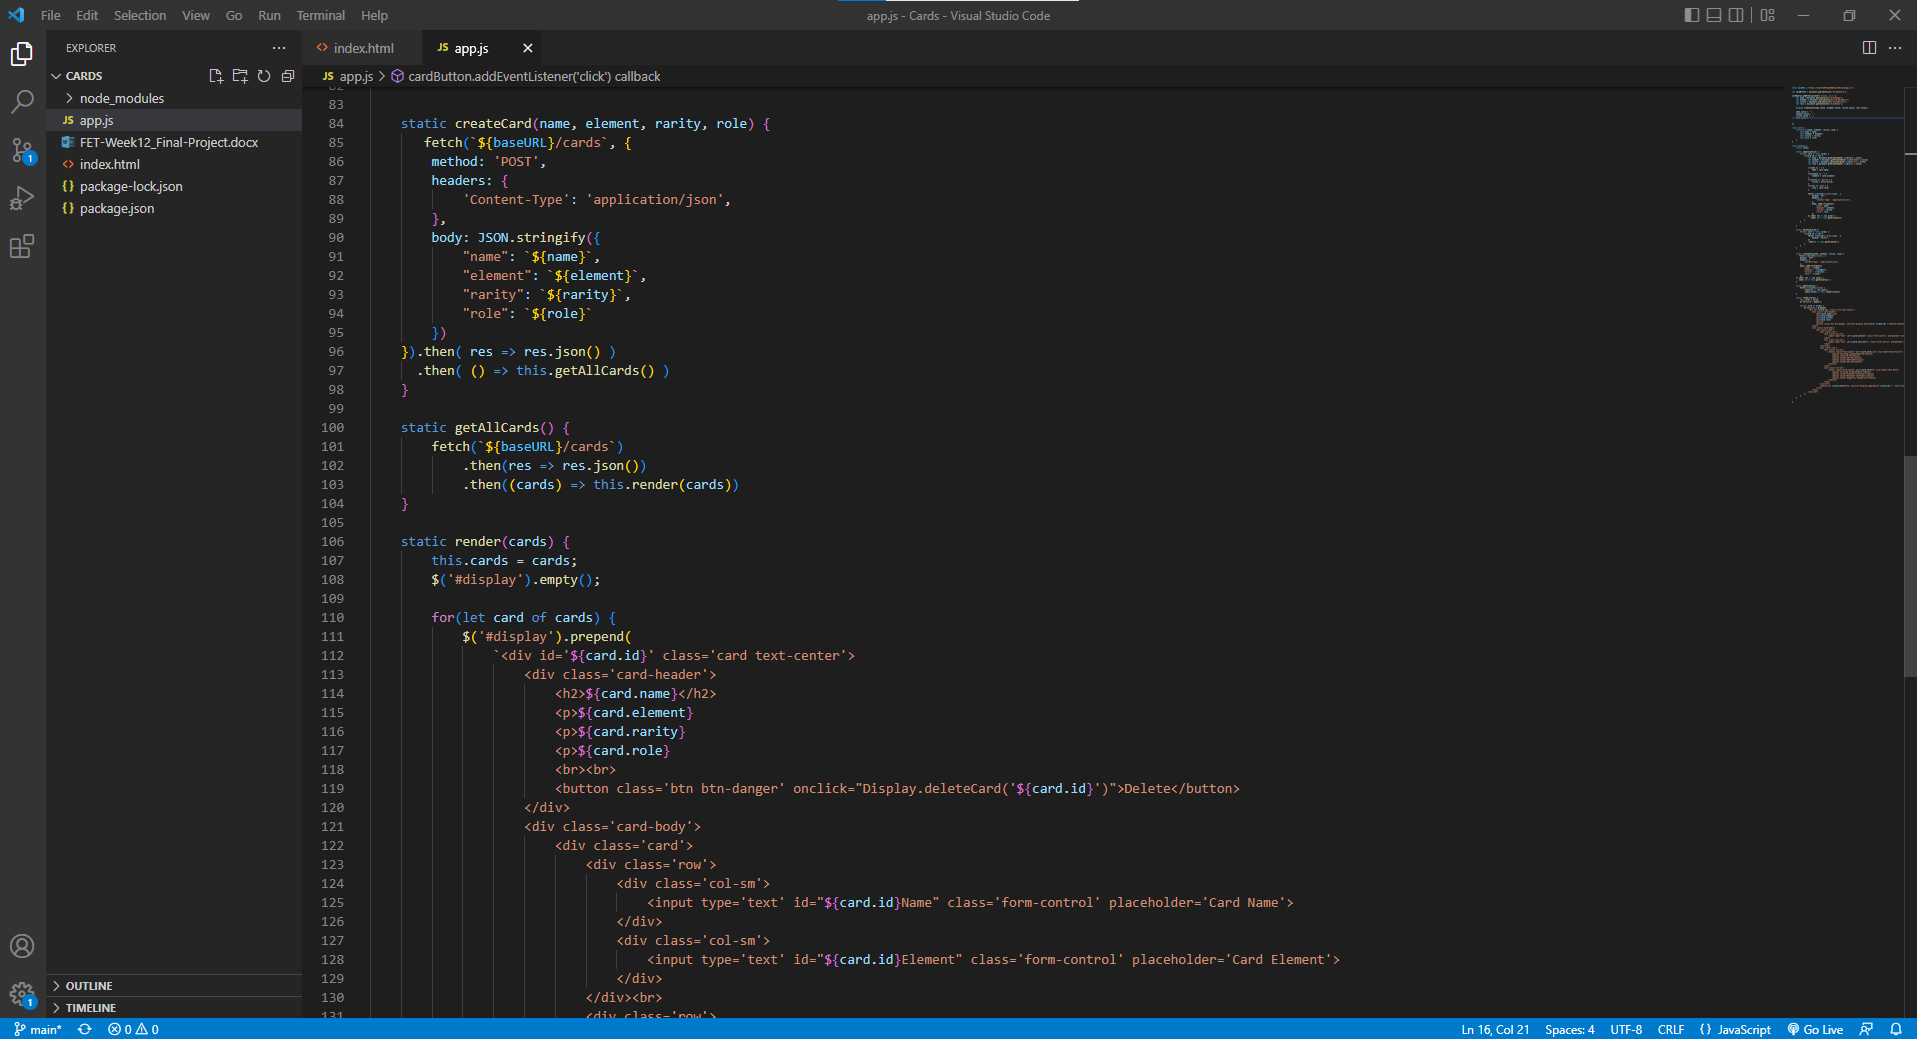 File Edit Selection View Go Run Terminal Help
app.js - Cards - Visual Studio Code
EXPLORER
CARDS
node_modules
JS app.js
FET-Week12_Final-Project.docx
<> index.html
{} package-lock.json
{} package.json
OUTLINE
TIMELINE
<> index.html
JS app.js
JS app.js > cardButton.addEventListener('click') callback
82
83
84 static createCard(name, element, rarity, role) {
85 fetch(`${baseURL}/cards`, {
86 method: 'POST',
87 headers: {
88 'Content-Type': 'application/json',
89 },
90 body: JSON.stringify({
91 "name": `${name}`,
92 "element": `${element}`,
93 "rarity": `${rarity}`,
94 "role": `${role}`
95 })
96 }).then( res => res.json() )
97 .then( () => this.getAllCards() )
98 }
99
100 static getAllCards() {
101 fetch(`${baseURL}/cards`)
102 .then(res => res.json())
103 .then((cards) => this.render(cards))
104 }
105
106 static render(cards) {
107 this.cards = cards;
108 $('#display').empty();
109
110 for(let card of cards) {
111 $('#display').prepend(
112 `<div id='${card.id}' class='card text-center'>
113 <div class='card-header'>
114 <h2>${card.name}</h2>
115 <p>${card.element}
116 <p>${card.rarity}
117 <p>${card.role}
118 <br><br>
119 <button class='btn btn-danger' onclick="Display.deleteCard('${card.id}')">Delete</button>
120 </div>
121 <div class='card-body'>
122 <div class='card'>
123 <div class='row'>
124 <div class='col-sm'>
125 <input type='text' id="${card.id}Name" class='form-control' placeholder='Card Name'>
126 </div>
127 <div class='col-sm'>
128 <input type='text' id="${card.id}Element" class='form-control' placeholder='Card Element'>
129 </div>
130 </div><br>
131 <div class='row'>
main* 0 0
Ln 16, Col 21 Spaces: 4 UTF-8 CRLF {} JavaScript Go Live